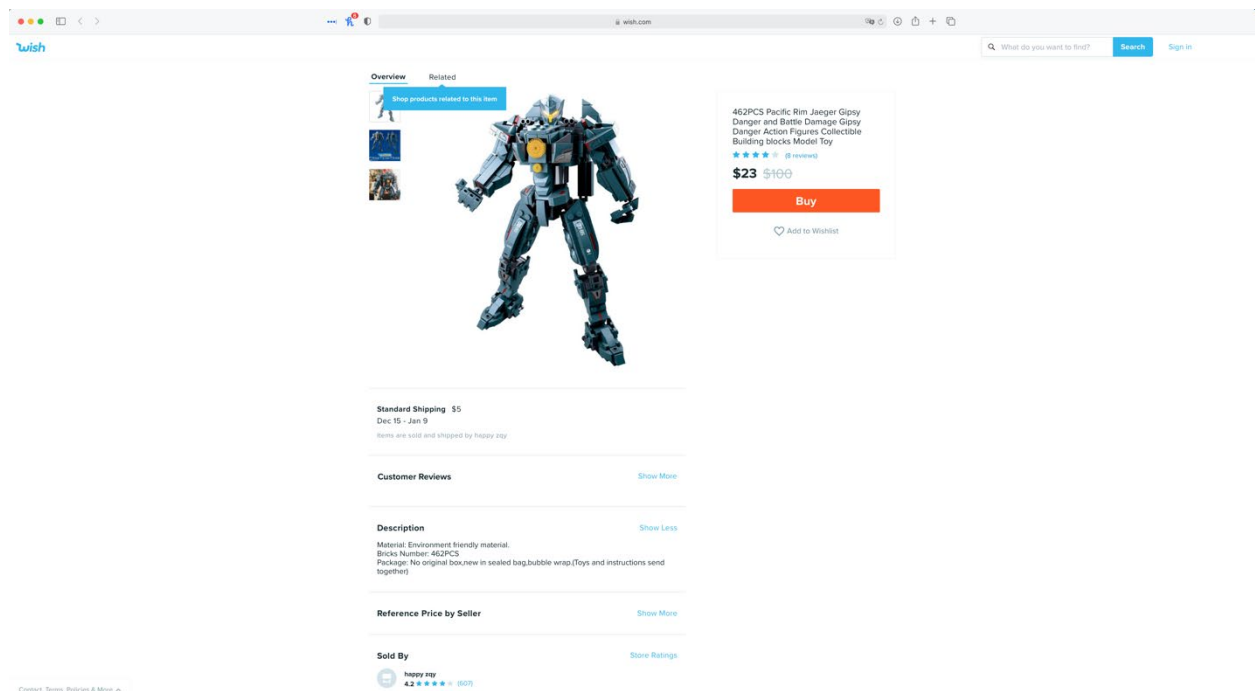 wish.com
wish
What do you want to find?
Search
Sign in
Overview
Related
Shop products related to this item
462PCS Pacific Rim Jaeger Gipsy
Danger and Battle Damage Gipsy
Danger Action Figures Collectible
Building blocks Model Toy
(8 reviews)
$23 $100
Buy
Add to Wishlist
Standard Shipping $5
Dec 15 - Jan 9
Items are sold and shipped by happy zqy
Customer Reviews
Show More
Description
Show Less
Material: Environment friendly material.
Bricks Number: 462PCS
Package: No original box,new in sealed bag,bubble wrap.(Toys and instructions send
together)
Reference Price by Seller
Show More
Sold By
Store Ratings
happy zqy
4.2 (607)
Contact, Terms, Policies & More